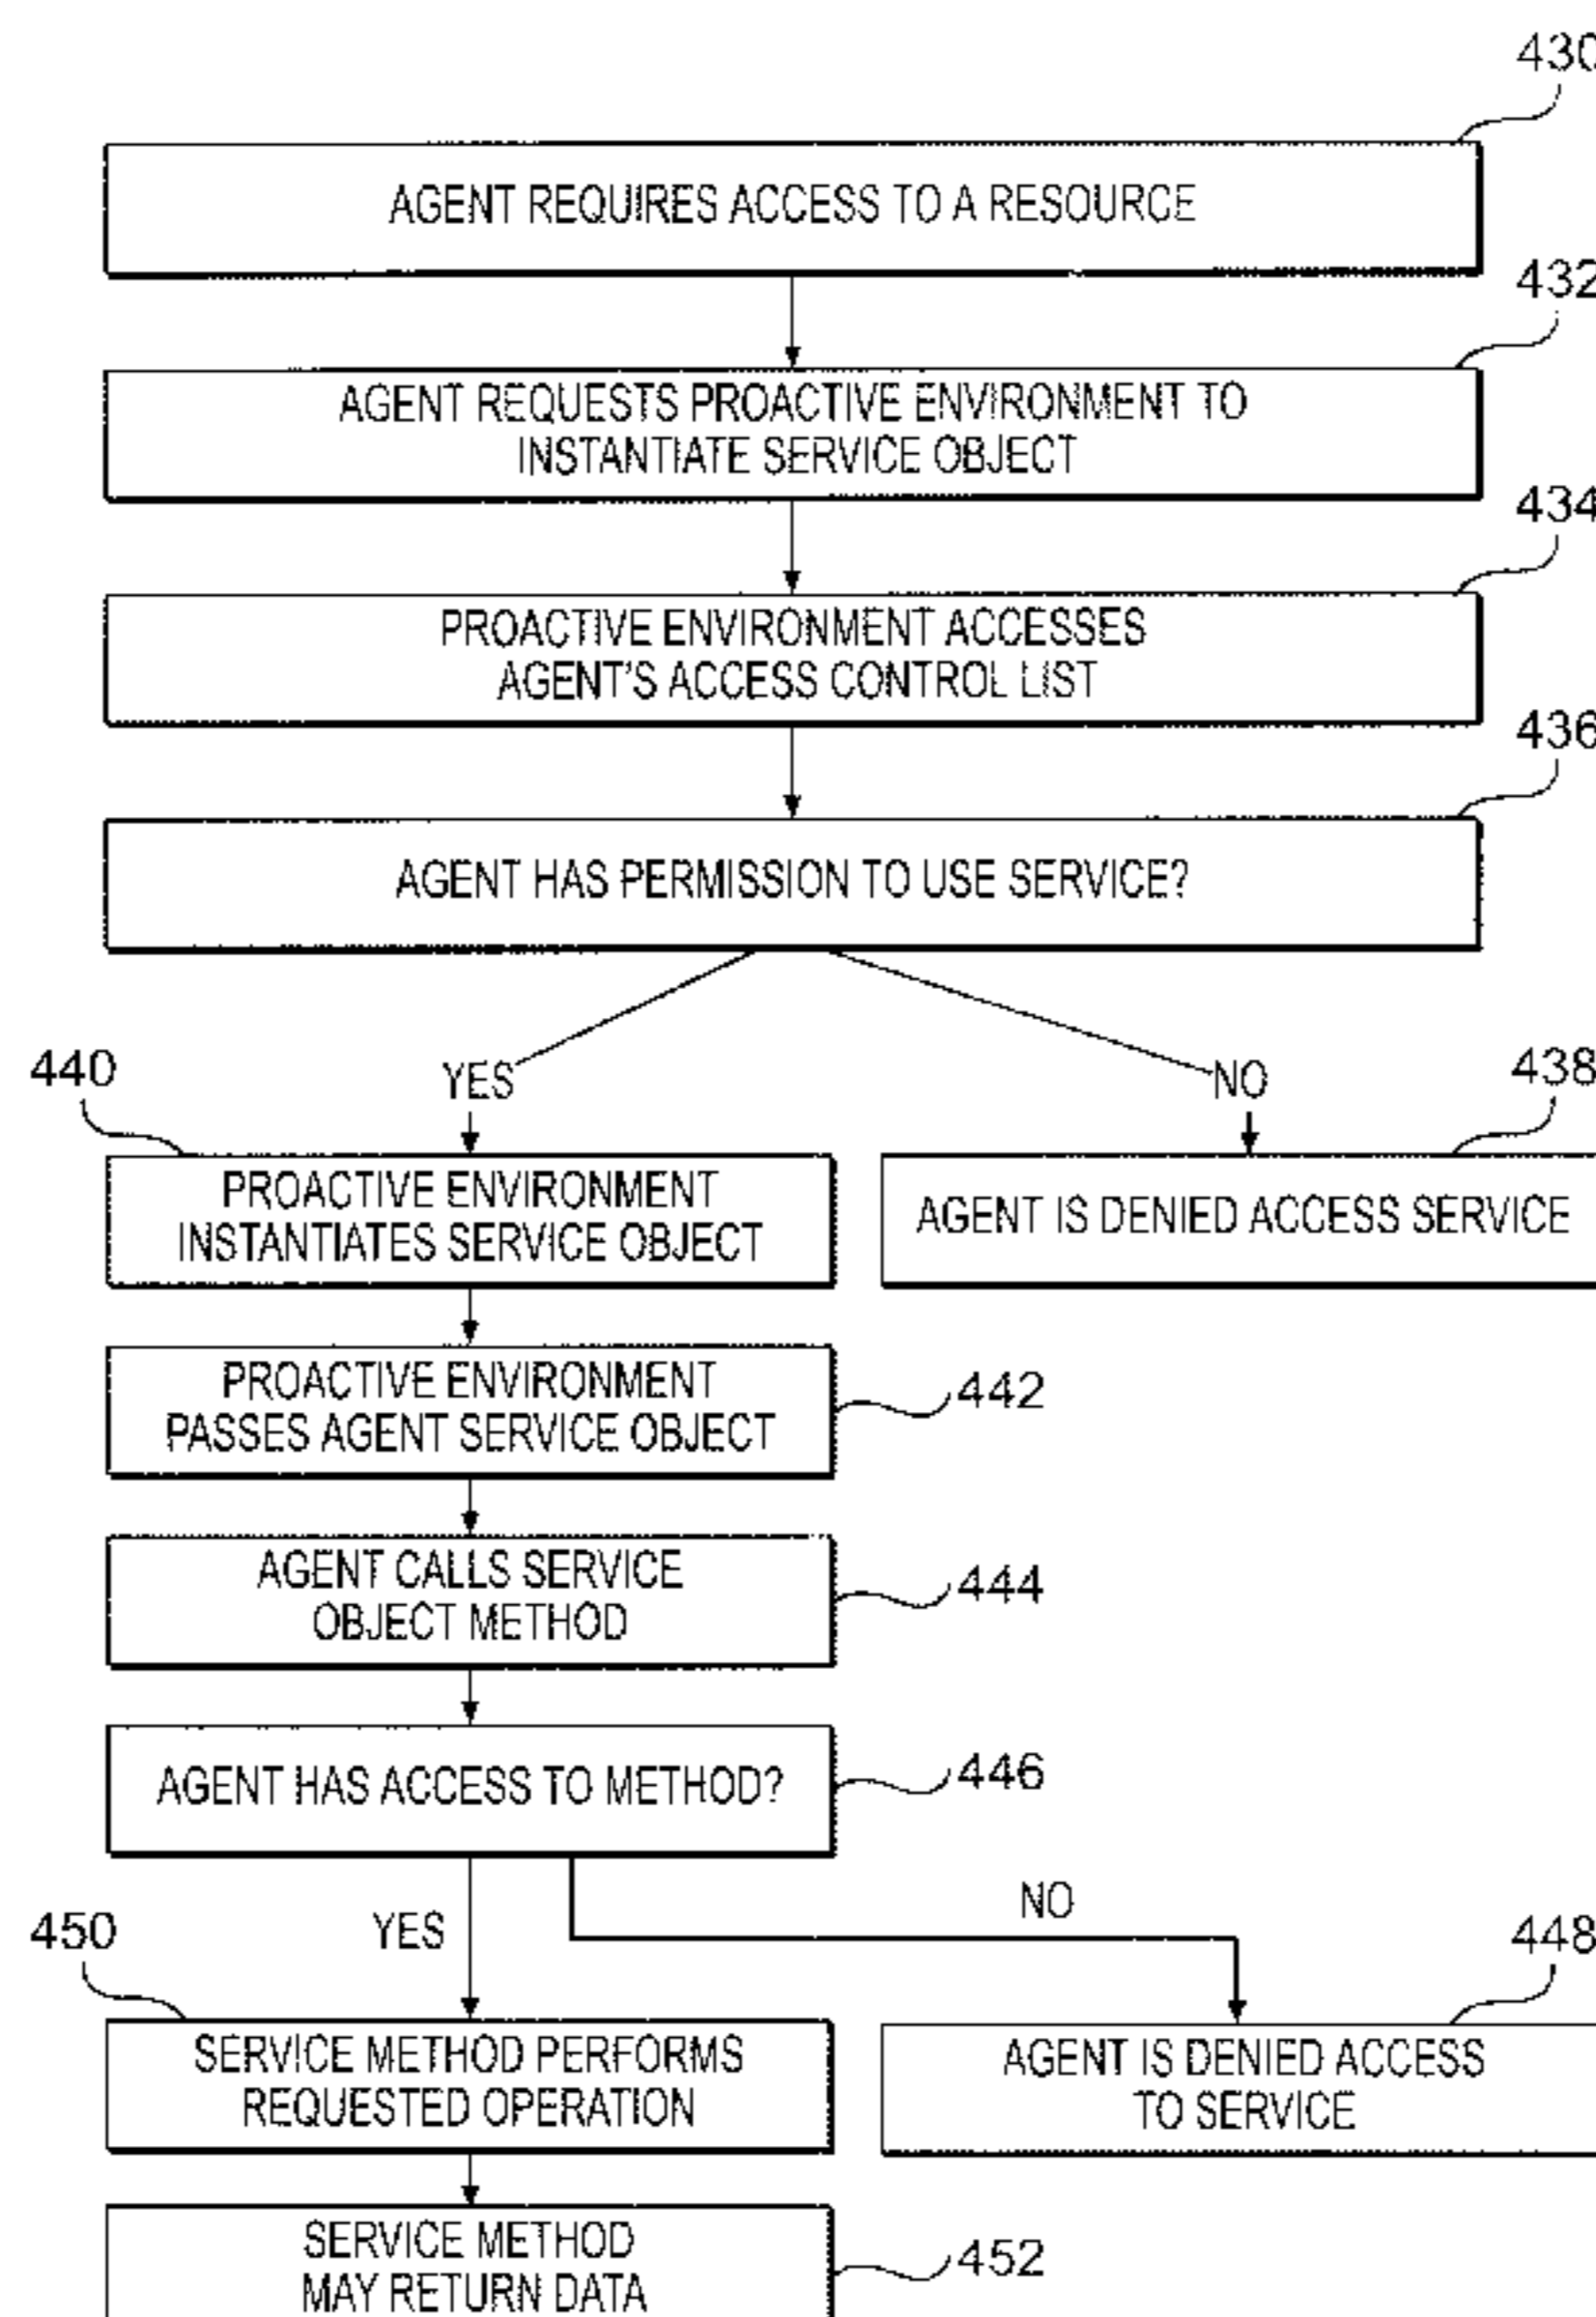 430
AGENT REQUIRES ACCESS TO A RESOURCE
432
AGENT REQUESTS PROACTIVE ENVIRONMENT TO
INSTANTIATE SERVICE OBJECT
434
PROACTIVE ENVIRONMENT ACCESSES
AGENT'S ACCESS CONTROL LIST
436
AGENT HAS PERMISSION TO USE SERVICE?
YES
NO
440
438
PROACTIVE ENVIRONMENT
INSTANTIATES SERVICE OBJECT
AGENT IS DENIED ACCESS SERVICE
PROACTIVE ENVIRONMENT
PASSES AGENT SERVICE OBJECT
442
AGENT CALLS SERVICE
OBJECT METHOD
444
AGENT HAS ACCESS TO METHOD?
446
YES
NO
450
448
SERVICE METHOD PERFORMS
REQUESTED OPERATION
AGENT IS DENIED ACCESS
TO SERVICE
SERVICE METHOD
MAY RETURN DATA
452